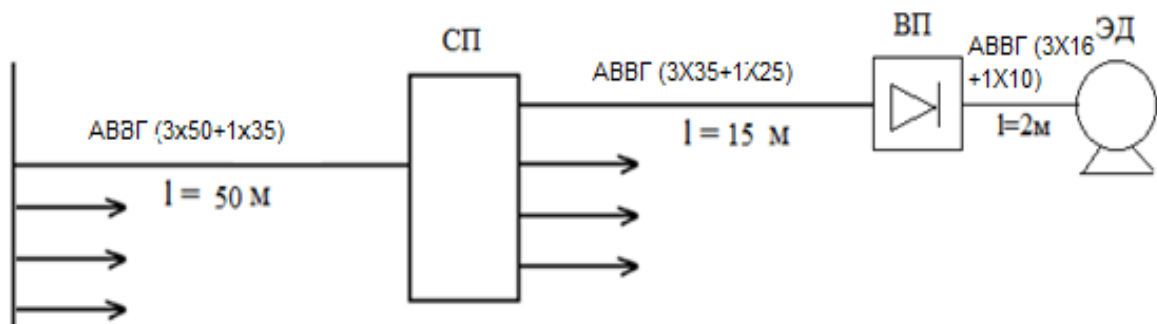 СП
ВП
ЭД
АВВГ (3х50+1х35)
l = 50 м
АВВГ (3Х35+1Х25)
l = 15 м
АВВГ (3Х16
+1Х10)
l=2м